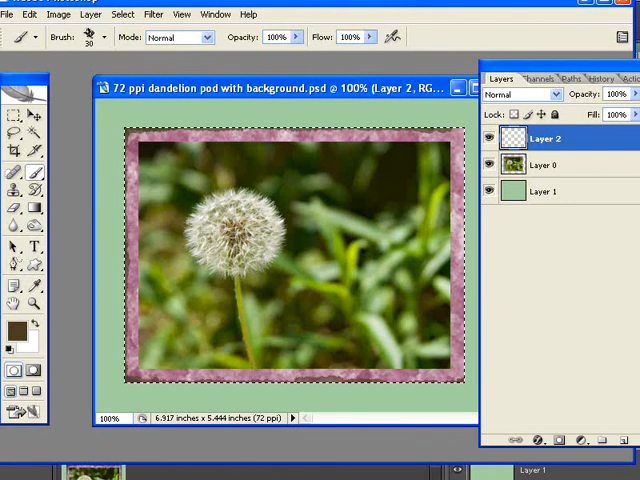 File Edit Image Layer Select Filter View Window Help
Brush: 30 Mode: Normal Opacity: 100% Flow: 100%
72 ppi dandelion pod with background.psd @ 100% (Layer 2, RG...
Layers Channels Paths History
Normal Opacity: 100%
Lock: Fill: 100%
Layer 2
Layer 0
Layer 1
T
100% 6.917 inches x 5.444 inches (72 ppi)
Layer 1